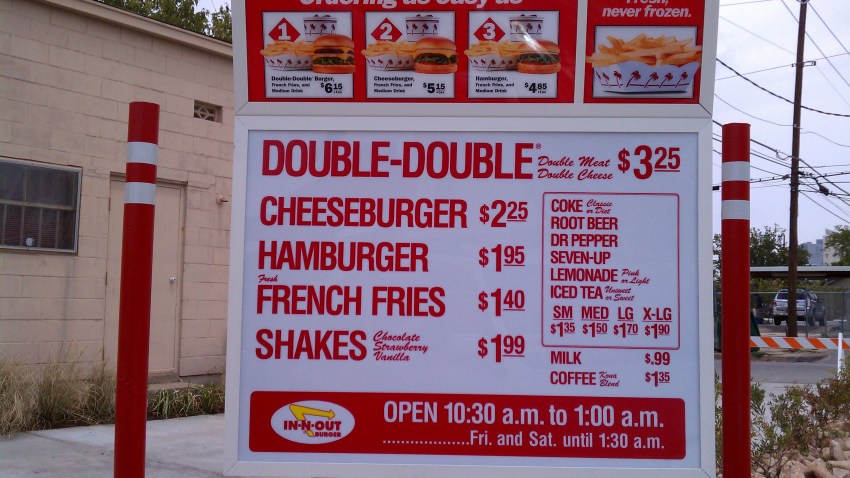 Ordering as easy as
Fresh,
never frozen.
1
2
3
Double-Double® Burger,
French Fries, and
Medium Drink
$6 15
Cheeseburger,
French Fries, and
Medium Drink
$5 15
Hamburger,
French Fries, and
Medium Drink
$4 85
DOUBLE-DOUBLE® Double Meat Double Cheese $3 25
CHEESEBURGER $2 25
HAMBURGER $1 95
Fresh
FRENCH FRIES $1 40
SHAKES Chocolate Strawberry Vanilla $1 99
COKE Classic or Diet
ROOT BEER
DR PEPPER
SEVEN-UP
LEMONADE Pink or Light
ICED TEA Unsweet or Sweet
SM MED LG X-LG
$1 35 $1 50 $1 70 $1 90
MILK $.99
COFFEE Kona Blend $1 35
IN-N-OUT
BURGER
OPEN 10:30 a.m. to 1:00 a.m.
....................Fri. and Sat. until 1:30 a.m.